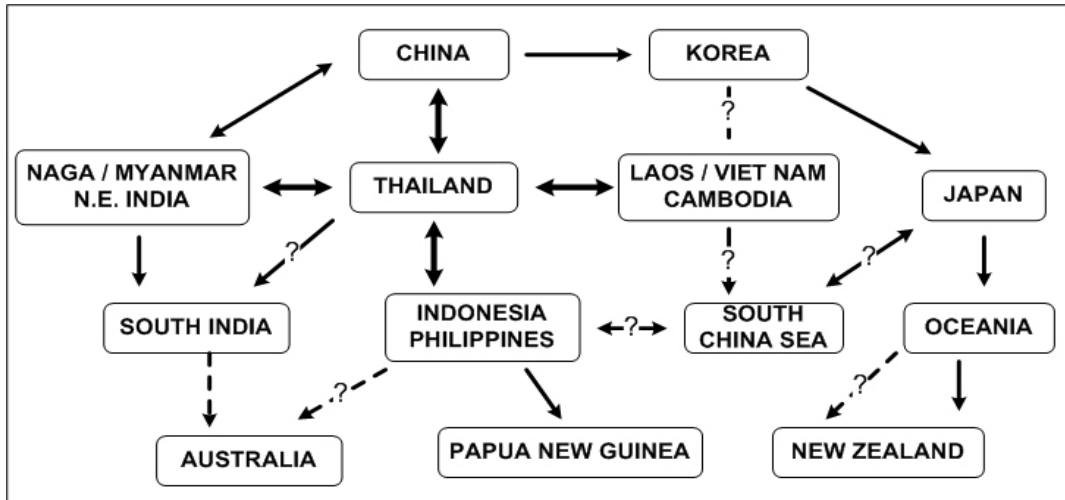 CHINA
KOREA
?
NAGA / MYANMAR
N.E. INDIA
THAILAND
LAOS / VIET NAM
CAMBODIA
JAPAN
?
?
?
SOUTH INDIA
INDONESIA
PHILIPPINES
?
SOUTH
CHINA SEA
OCEANIA
?
?
AUSTRALIA
PAPUA NEW GUINEA
NEW ZEALAND